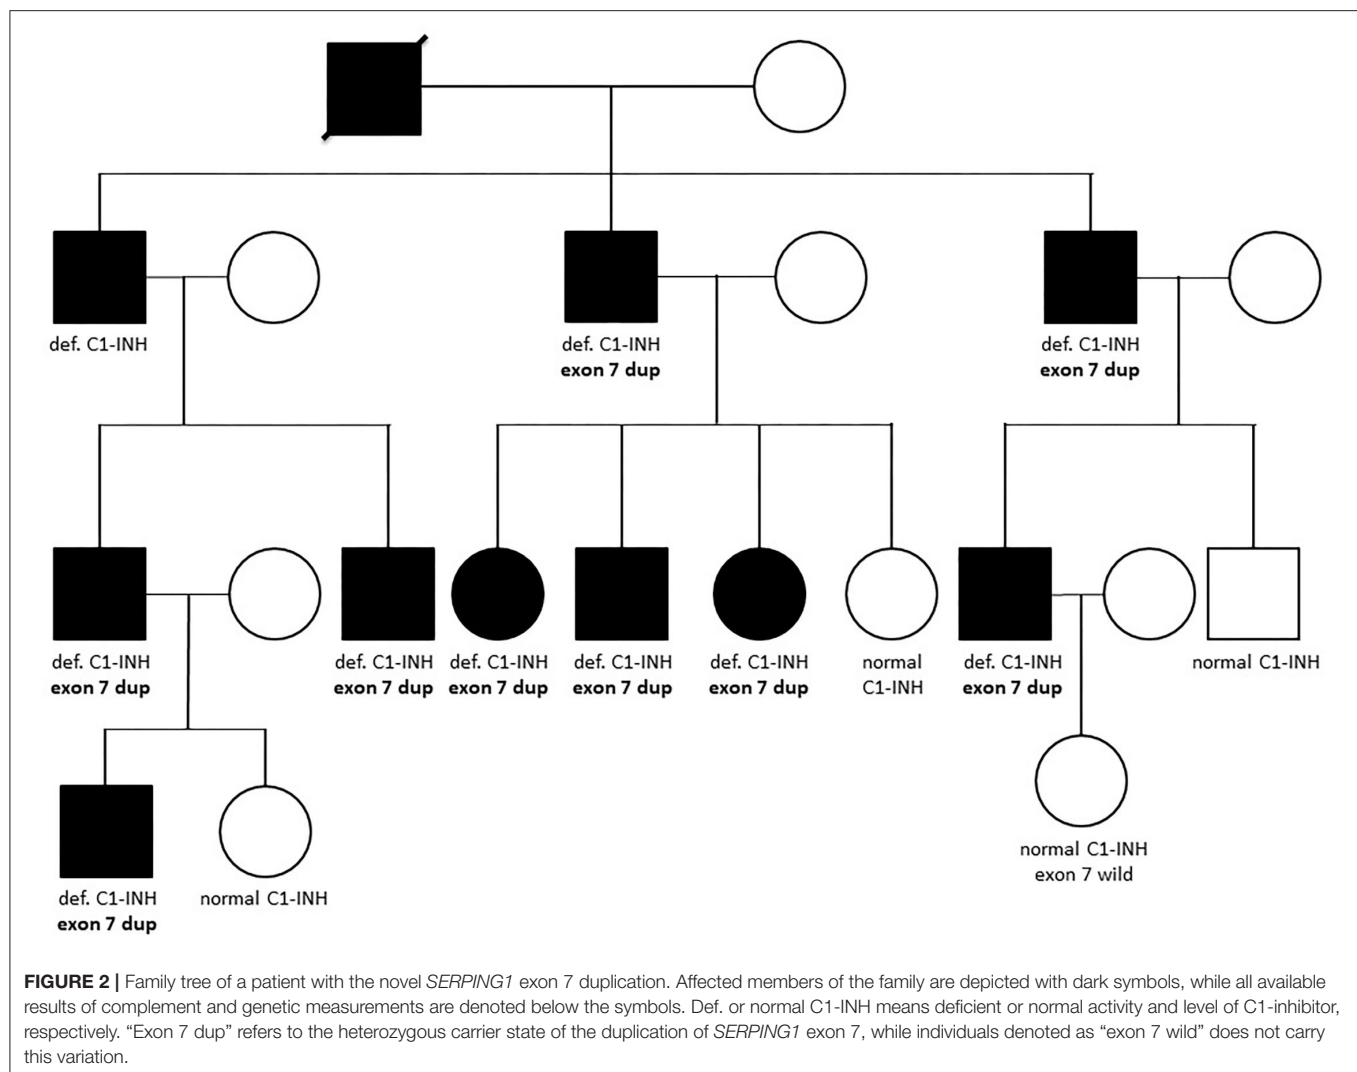 def. C1-INH
def. C1-INH
exon 7 dup
def. C1-INH
exon 7 dup
def. C1-INH
exon 7 dup
def. C1-INH
exon 7 dup
def. C1-INH
exon 7 dup
def. C1-INH
exon 7 dup
def. C1-INH
exon 7 dup
normal
C1-INH
def. C1-INH
exon 7 dup
normal C1-INH
def. C1-INH
exon 7 dup
normal C1-INH
normal C1-INH
exon 7 wild
FIGURE 2 | Family tree of a patient with the novel SERPING1 exon 7 duplication. Affected members of the family are depicted with dark symbols, while all available
results of complement and genetic measurements are denoted below the symbols. Def. or normal C1-INH means deficient or normal activity and level of C1-inhibitor,
respectively. “Exon 7 dup” refers to the heterozygous carrier state of the duplication of SERPING1 exon 7, while individuals denoted as “exon 7 wild” does not carry
this variation.